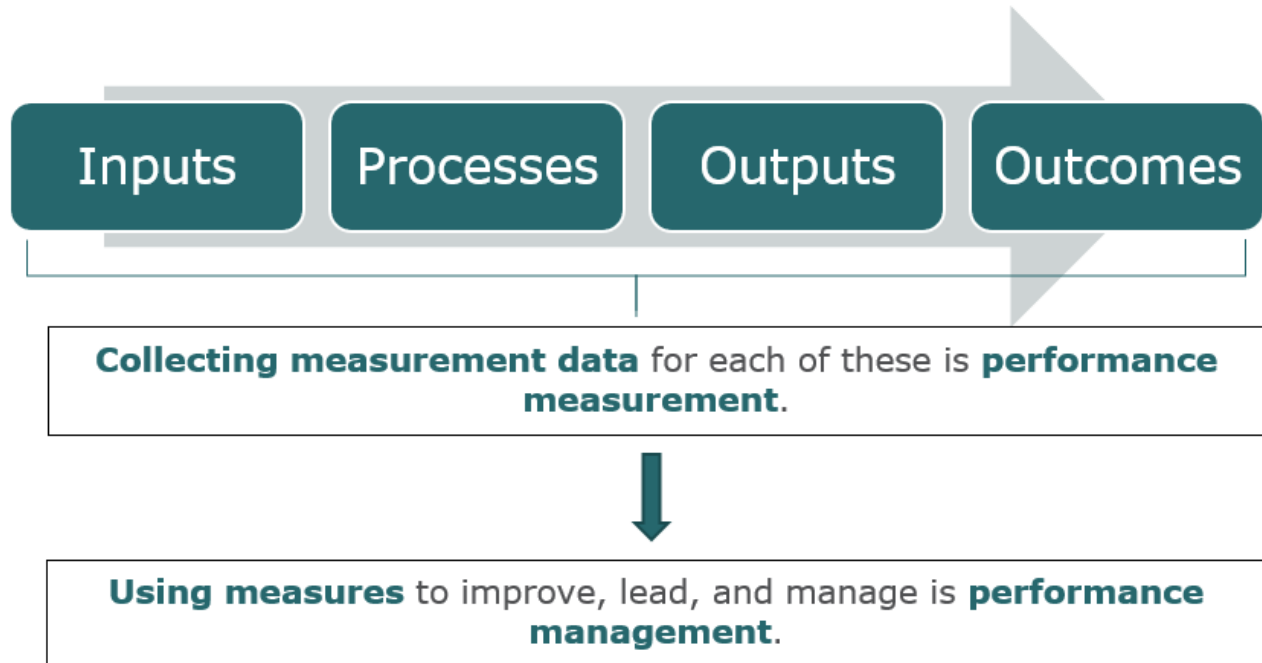 Inputs
Processes
Outputs
Outcomes
Collecting measurement data for each of these is performance
measurement.
Using measures to improve, lead, and manage is performance
management.